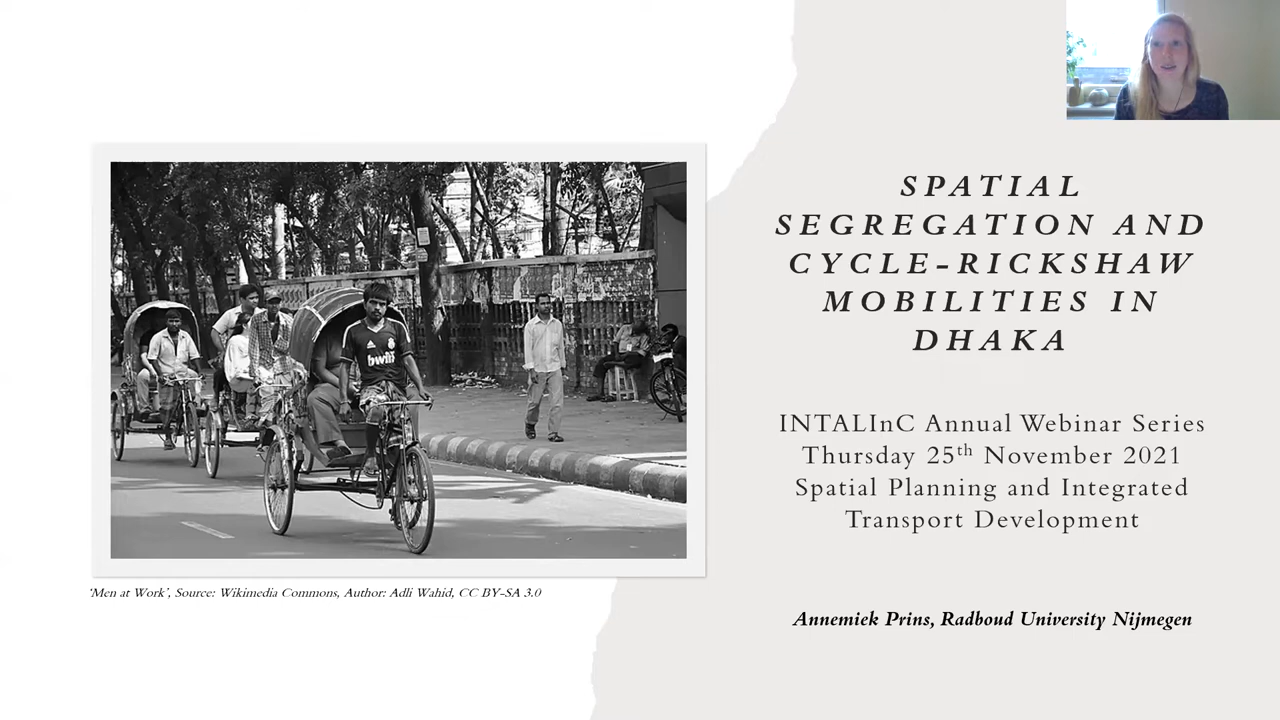 SPATIAL
SEGREGATION AND
CYCLE-RICKSHAW
MOBILITIES IN
DHAKA
INTALInC Annual Webinar Series
Thursday 25th November 2021
Spatial Planning and Integrated
Transport Development
Annemiek Prins, Radboud University Nijmegen
bwin
'Men at Work', Source: Wikimedia Commons, Author: Adli Wahid, CC BY-SA 3.0